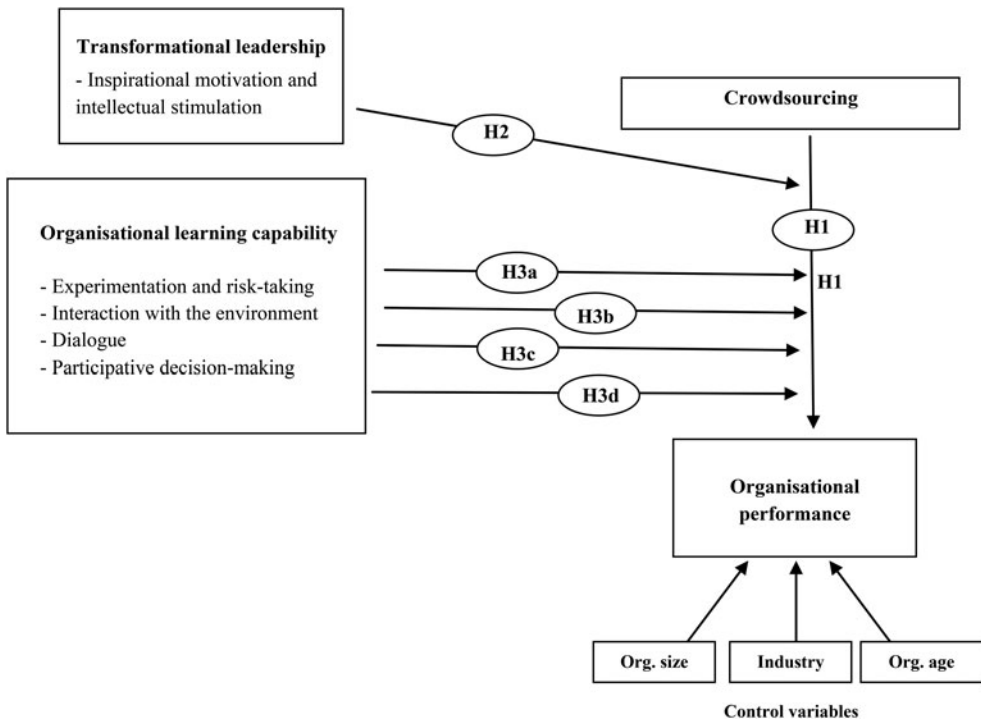 Transformational leadership
- Inspirational motivation and
intellectual stimulation
Crowdsourcing
H2
H1
Organisational learning capability
- Experimentation and risk-taking
- Interaction with the environment
- Dialogue
- Participative decision-making
H3a
H1
H3b
H3c
H3d
Organisational
performance
Org. size
Industry
Org. age
Control variables